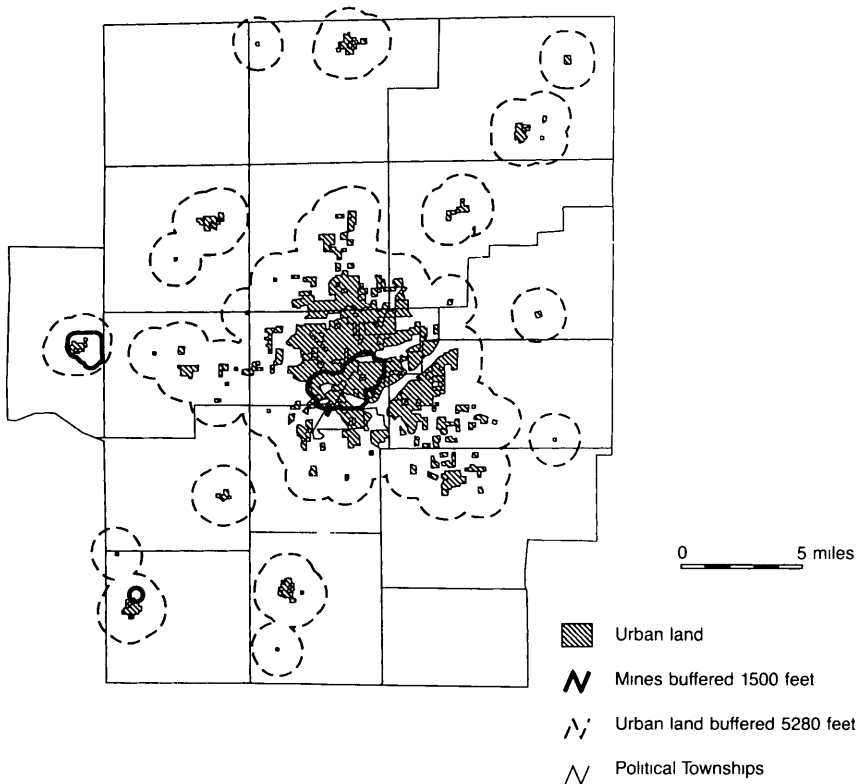 0 5 miles
Urban land
Mines buffered 1500 feet
Urban land buffered 5280 feet
Political Townships